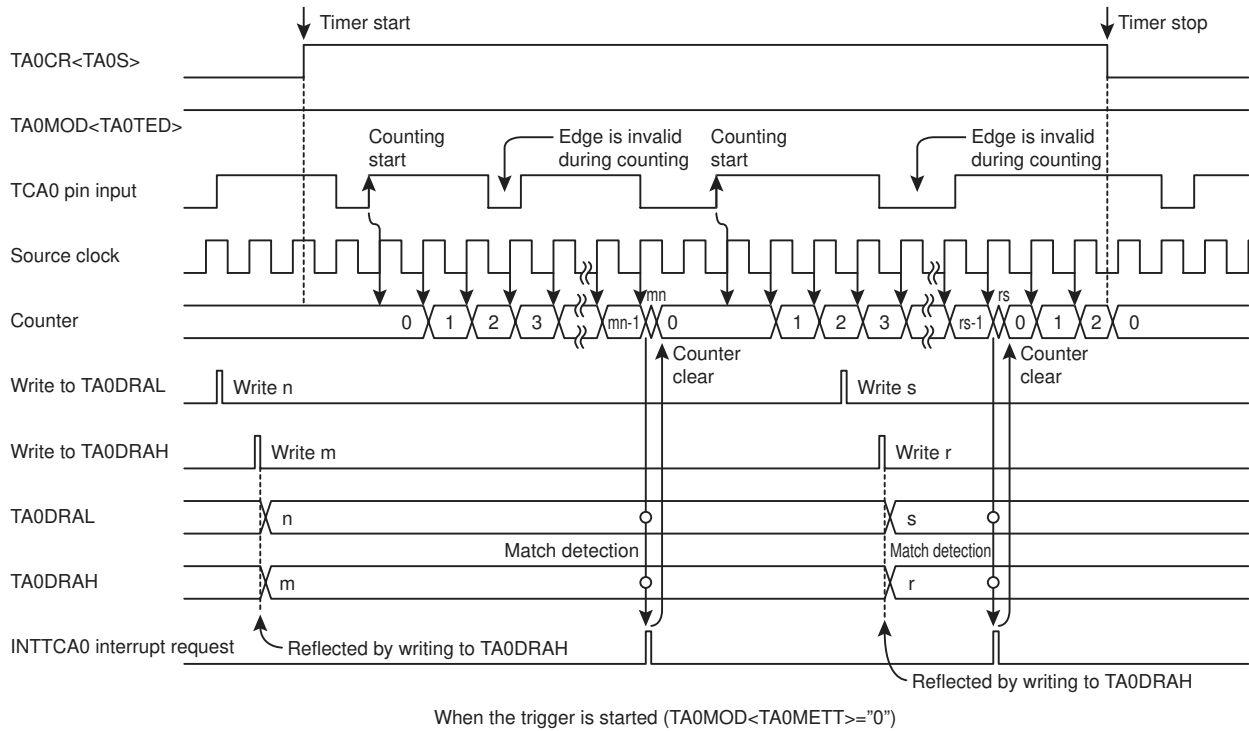 Timer start
Timer stop
TA0CR<TA0S>
TA0MOD<TA0TED>
Counting
start
Edge is invalid
during counting
Counting
start
Edge is invalid
during counting
TCA0 pin input
Source clock
mn
rs
Counter
0 1 2 3 mn-1 0 1 2 3 rs-1 0 1 2 0
Counter
clear
Counter
clear
Write to TA0DRAL
Write n
Write s
Write to TA0DRAH
Write m
Write r
TA0DRAL
n
s
Match detection
Match detection
TA0DRAH
m
r
INTTCA0 interrupt request
Reflected by writing to TA0DRAH
Reflected by writing to TA0DRAH
When the trigger is started (TA0MOD<TA0METT>="0")